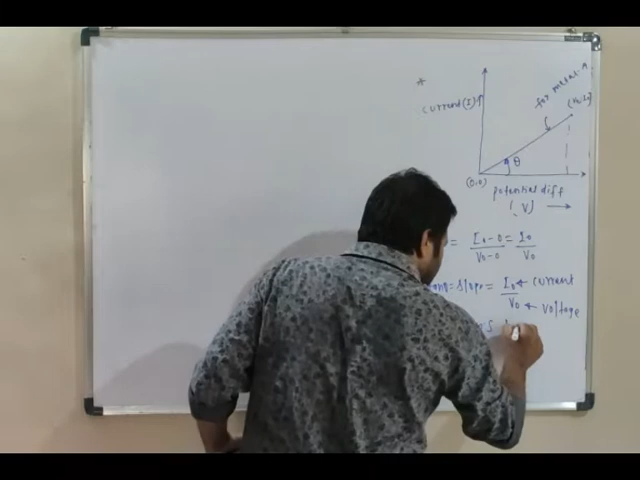 *
for metal A
current(I)↑
(V₀, I₀)
θ
(0,0)
potential diff
(V) →
= I₀-0 / V₀-0 = I₀ / V₀
tanθ = slope = I₀ ← current
V₀ ← voltage